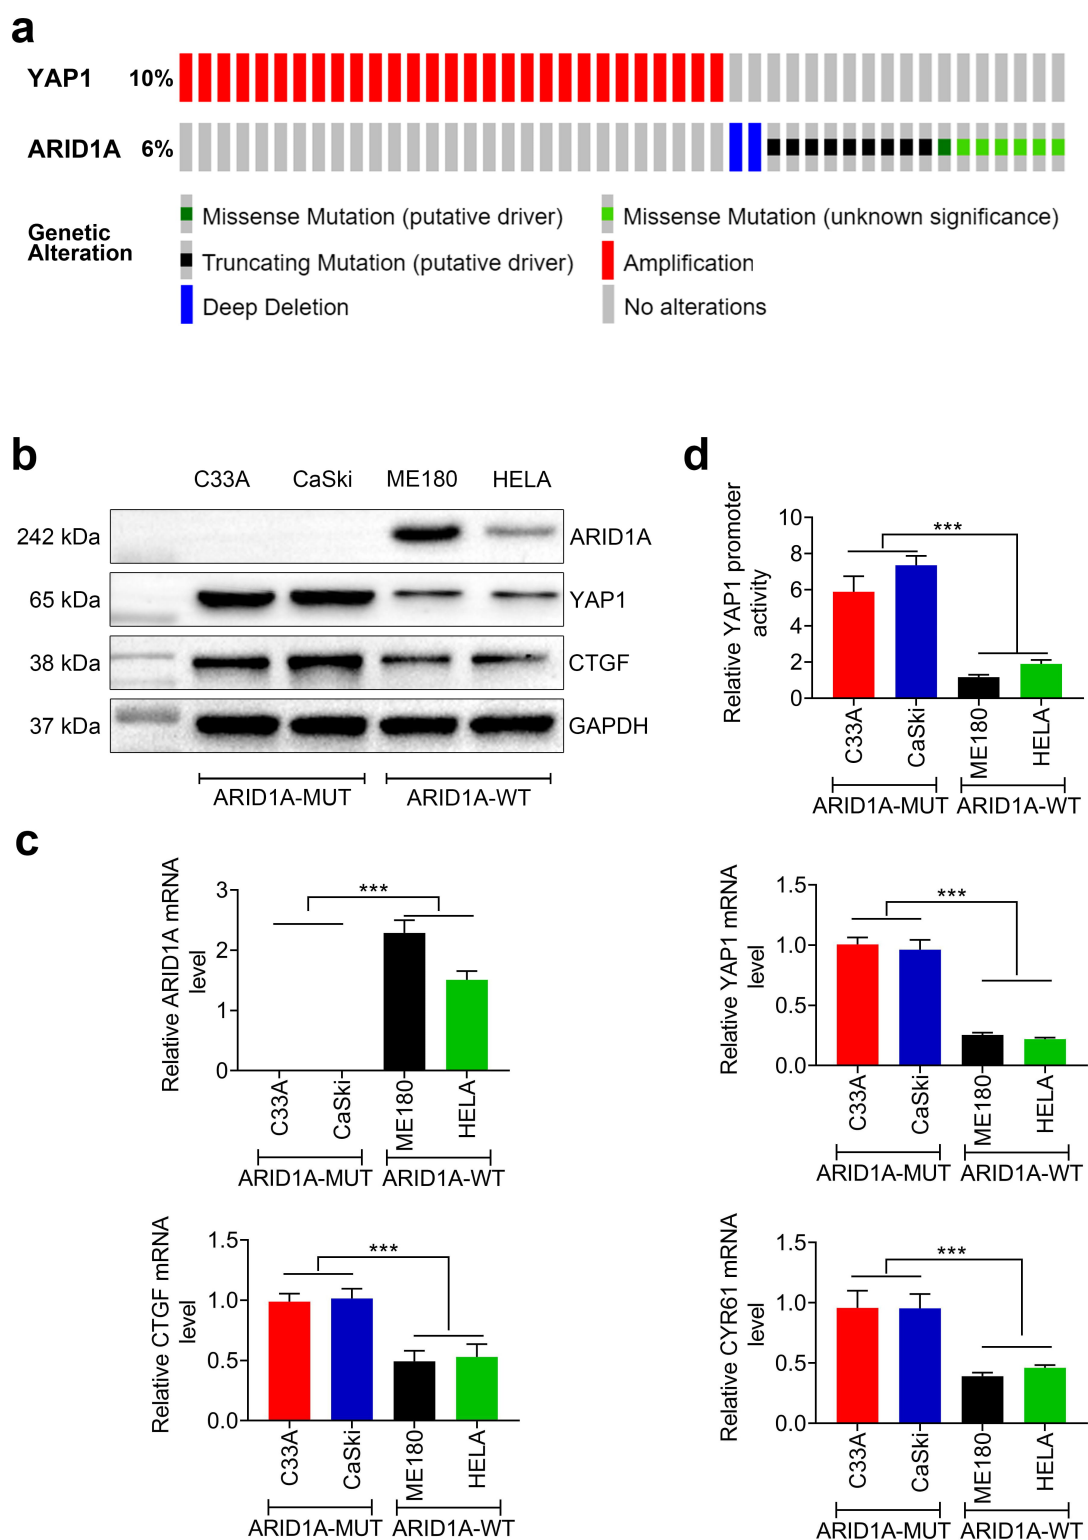 a
YAP1 10%
ARID1A 6%
Genetic
Alteration
Missense Mutation (putative driver)
Missense Mutation (unknown significance)
Truncating Mutation (putative driver)
Amplification
Deep Deletion
No alterations
b
C33A CaSki ME180 HELA
242 kDa ARID1A
65 kDa YAP1
38 kDa CTGF
37 kDa GAPDH
ARID1A-MUT ARID1A-WT
d
Relative YAP1 promoter
activity
10
8
6
4
2
0
***
C33A CaSki ME180 HELA
ARID1A-MUT ARID1A-WT
c
Relative ARID1A mRNA
level
3
2
1
0
***
C33A CaSki ME180 HELA
ARID1A-MUT ARID1A-WT
Relative YAP1 mRNA
level
1.5
1.0
0.5
0.0
***
C33A CaSki ME180 HELA
ARID1A-MUT ARID1A-WT
Relative CTGF mRNA
level
1.5
1.0
0.5
0.0
***
C33A CaSki ME180 HELA
ARID1A-MUT ARID1A-WT
Relative CYR61 mRNA
level
1.5
1.0
0.5
0.0
***
C33A CaSki ME180 HELA
ARID1A-MUT ARID1A-WT